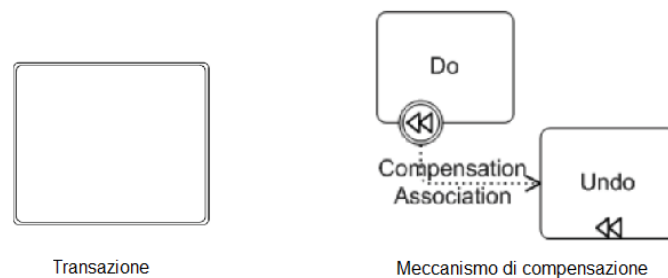 Do
Compensation
Association
Undo
Transazione
Meccanismo di compensazione